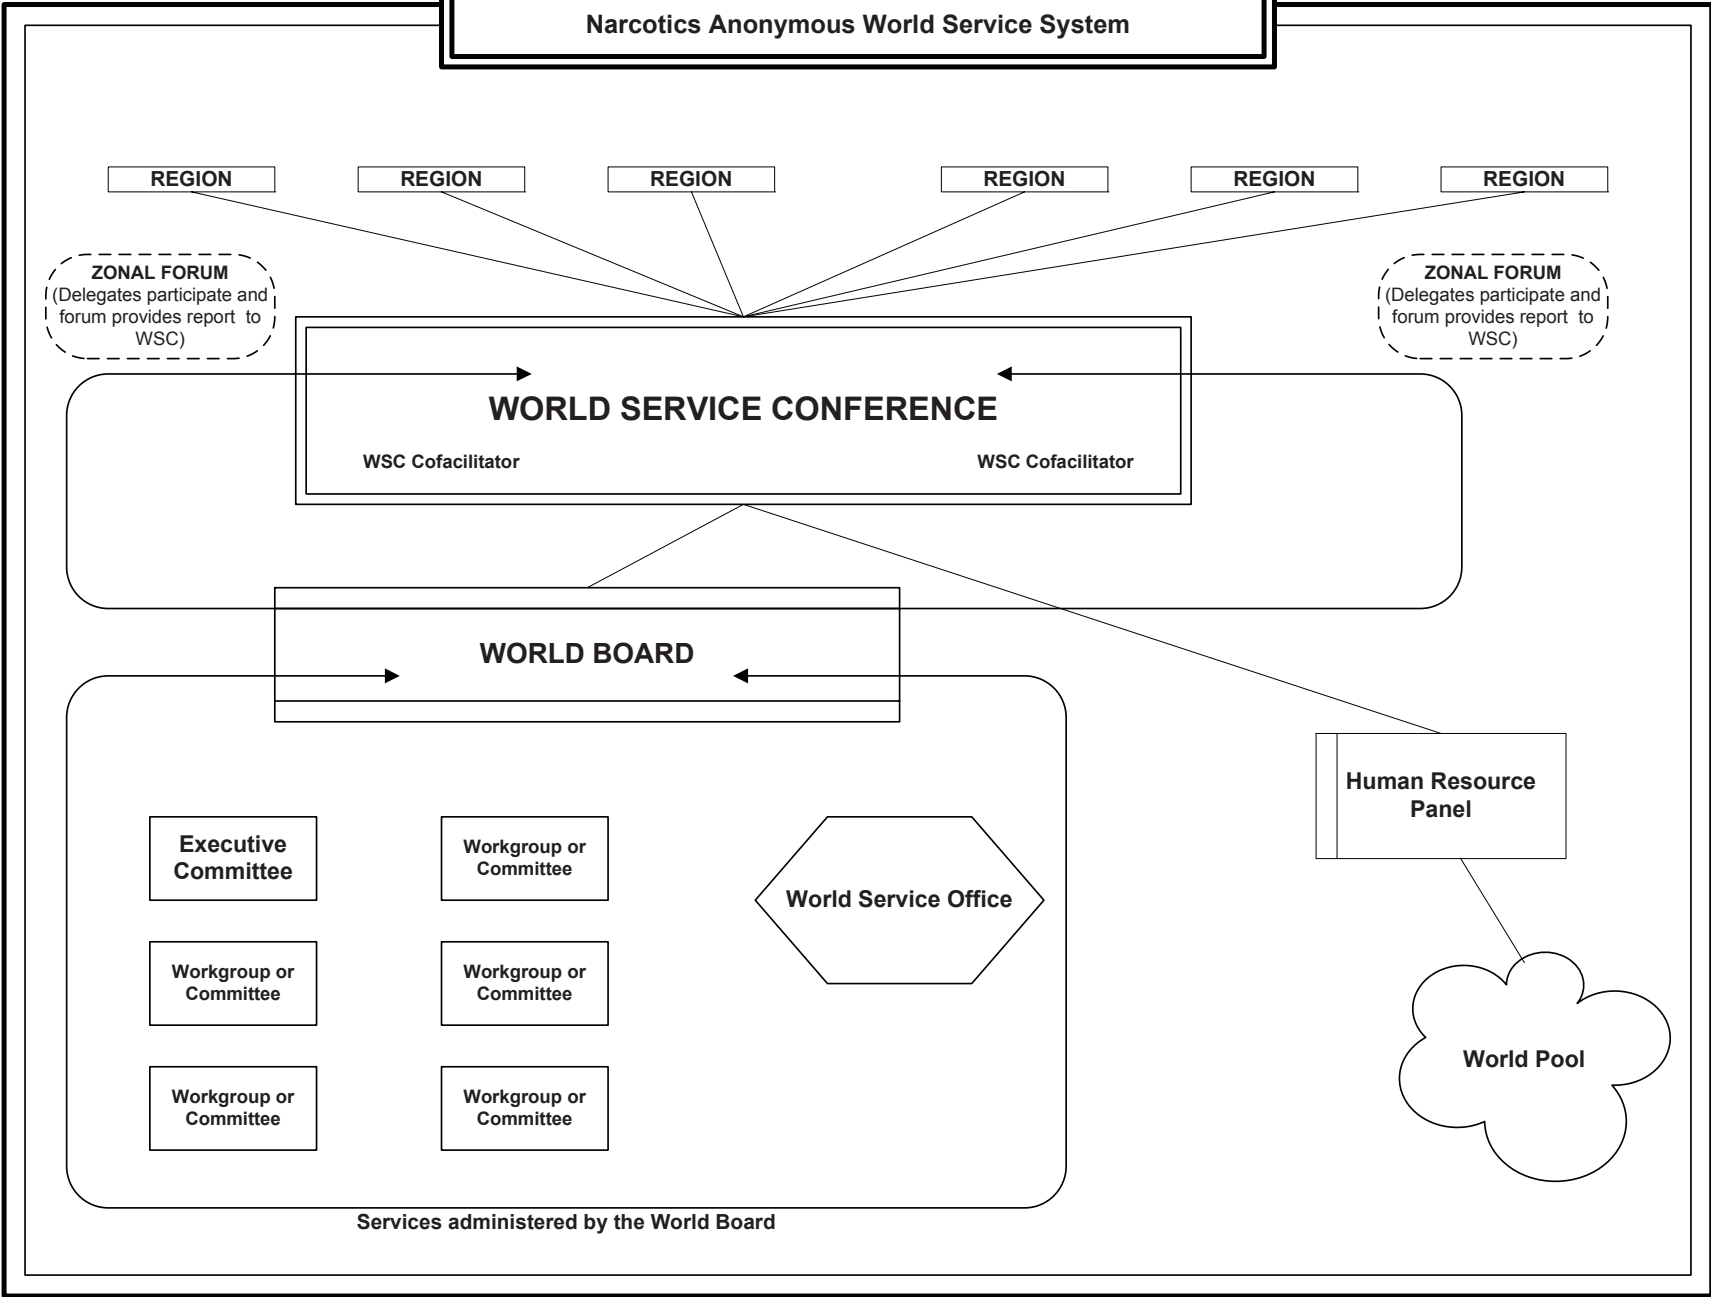 Narcotics Anonymous World Service System
REGION
REGION
REGION
REGION
REGION
REGION
ZONAL FORUM
(Delegates participate and
forum provides report to
WSC)
ZONAL FORUM
(Delegates participate and
forum provides report to
WSC)
WORLD SERVICE CONFERENCE
WSC Cofacilitator
WSC Cofacilitator
WORLD BOARD
Human Resource
Panel
Executive
Committee
Workgroup or
Committee
World Service Office
Workgroup or
Committee
Workgroup or
Committee
World Pool
Workgroup or
Committee
Workgroup or
Committee
Services administered by the World Board